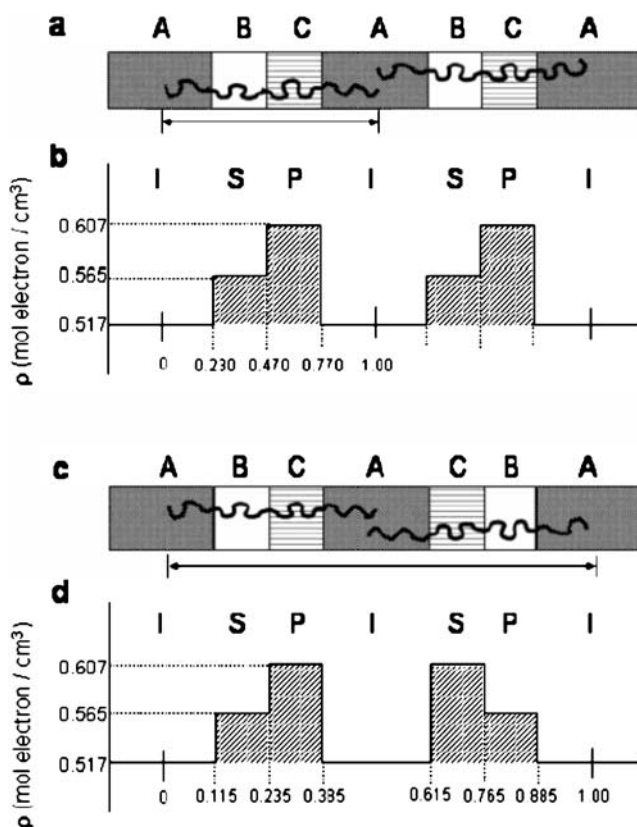 a
A B C A B C A
b
I S P I S P I
ρ (mol electron / cm³)
0.607
0.565
0.517
0 0.230 0.470 0.770 1.00
c
A B C A C B A
d
I S P I S P I
ρ (mol electron / cm³)
0.607
0.565
0.517
0 0.115 0.235 0.385 0.615 0.765 0.885 1 00